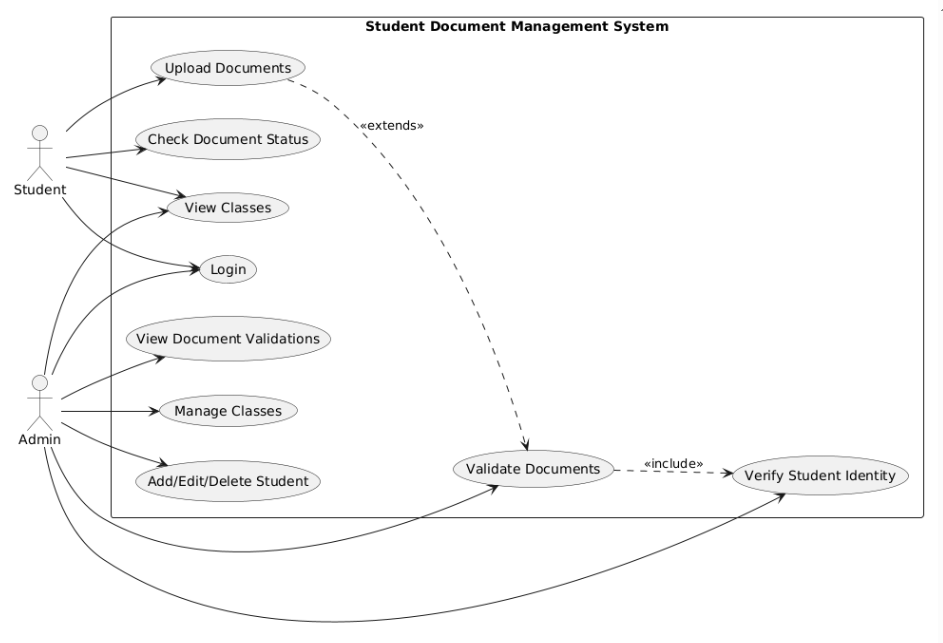 Student Document Management System
Upload Documents
«extends»
Check Document Status
Student
View Classes
Login
View Document Validations
Manage Classes
Admin
Validate Documents
«include»
Verify Student Identity
Add/Edit/Delete Student